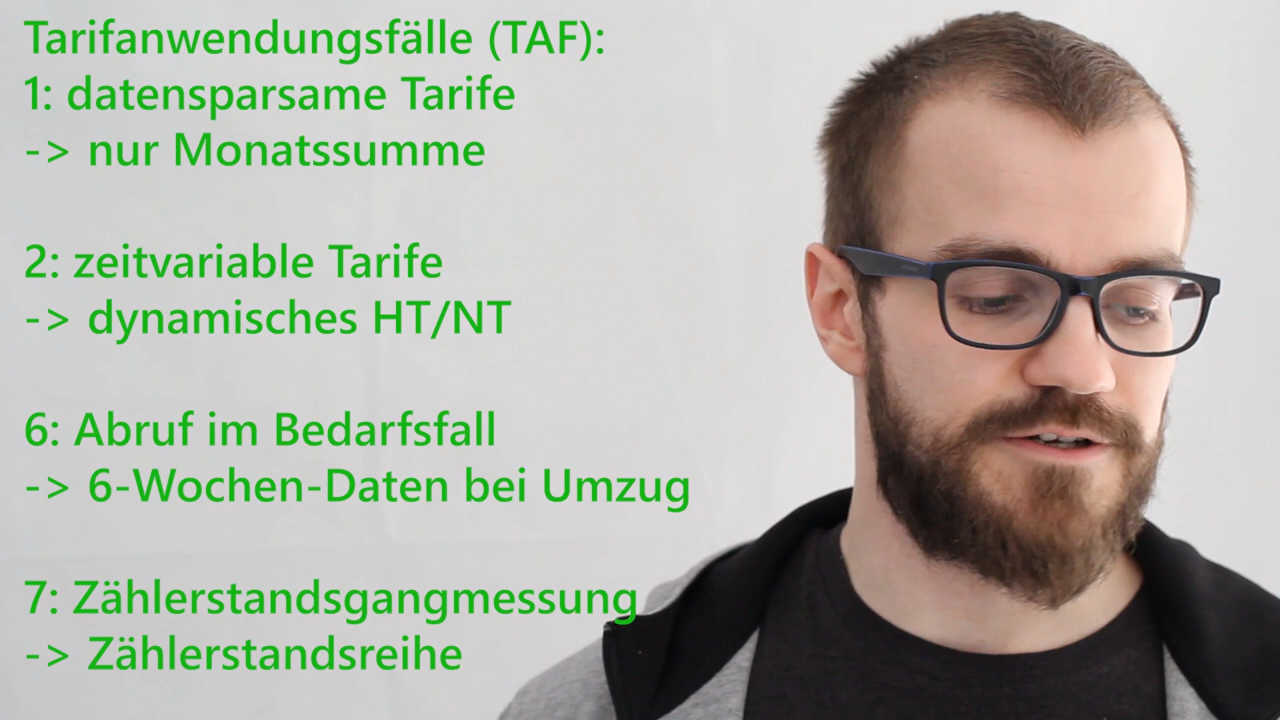 Tarifanwendungsfälle (TAF):
1: datensparsame Tarife
-> nur Monatssumme
2: zeitvariable Tarife
-> dynamisches HT/NT
6: Abruf im Bedarfsfall
-> 6-Wochen-Daten bei Umzug
7: Zählerstandsgangmessung
-> Zählerstandsreihe